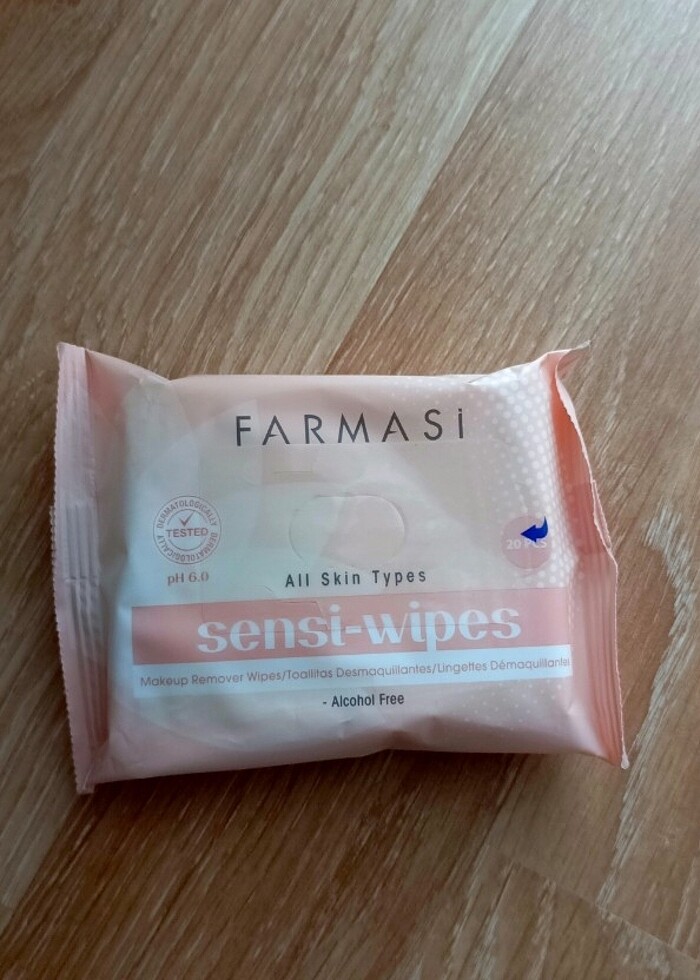 FARMASİ
DERMATOLOGICALLY
TESTED
DERMATOLOGICALLY
pH 6.0
20 PCS
All Skin Types
sensi-wipes
Makeup Remover Wipes/Toallitas Desmaquillantes/Lingettes Démaquillantes
- Alcohol Free